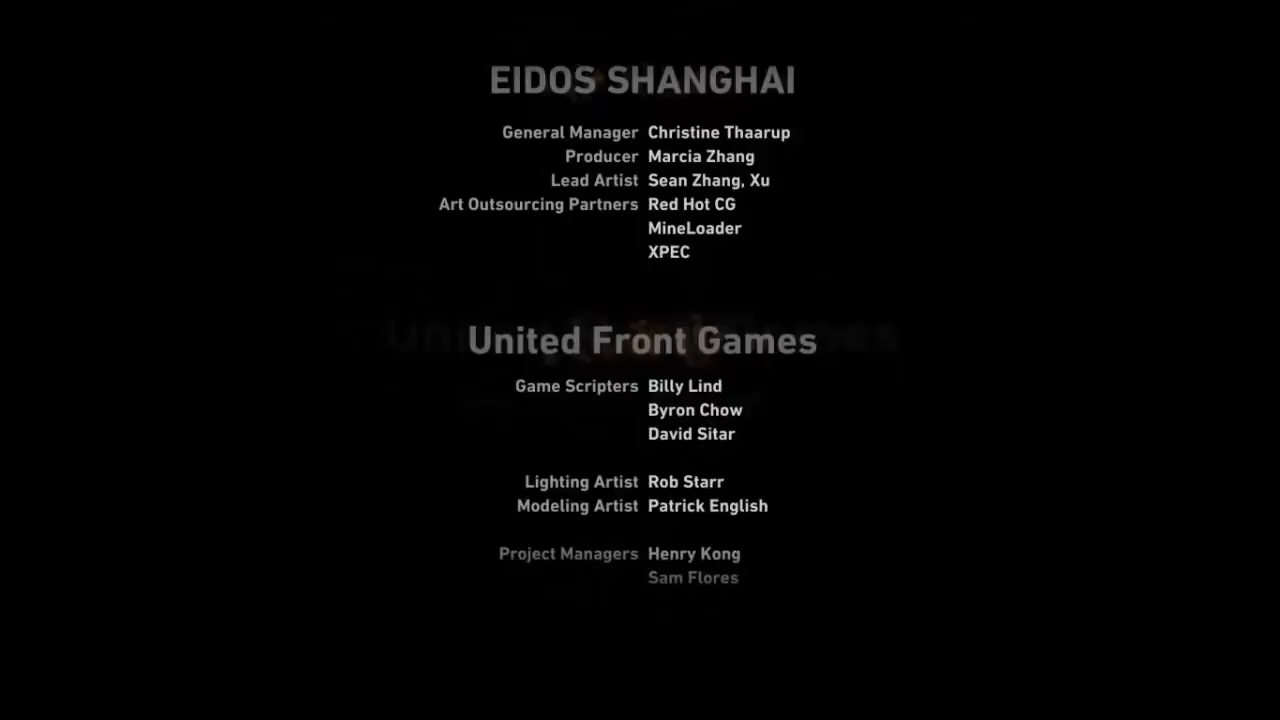 EIDOS SHANGHAI
General Manager Christine Thaarup
Producer Marcia Zhang
Lead Artist Sean Zhang, Xu
Art Outsourcing Partners Red Hot CG
MineLoader
XPEC
United Front Games
Game Scripters Billy Lind
Byron Chow
David Sitar
Lighting Artist Rob Starr
Modeling Artist Patrick English
Project Managers Henry Kong
Sam Flores